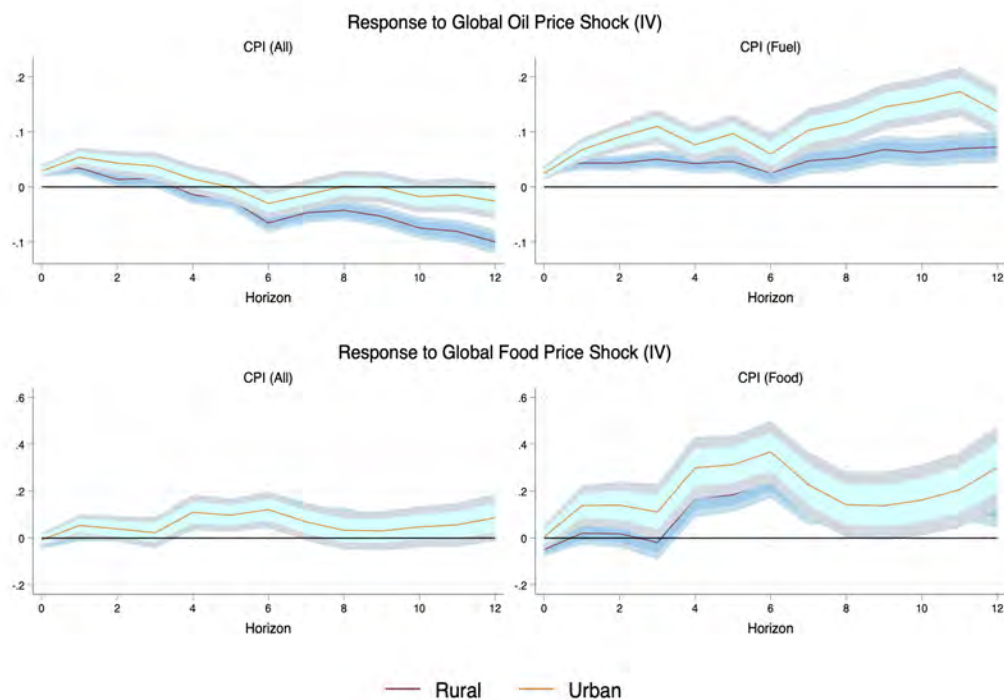 Response to Global Oil Price Shock (IV)
CPI (All)
CPI (Fuel)
.2
.1
0
-.1
0 2 4 6 8 10 12
Horizon
.2
.1
0
-.1
0 2 4 6 8 10 12
Horizon
Response to Global Food Price Shock (IV)
CPI (All)
CPI (Food)
.6
.4
.2
0
-.2
0 2 4 6 8 10 12
Horizon
.6
.4
.2
0
-.2
0 2 4 6 8 10 12
Horizon
Rural Urban